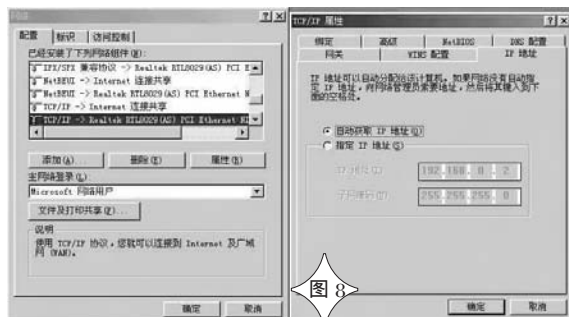 网络
配置 标识 访问控制
已经安装了下列网络组件(N):
IPX/SPX 兼容协议 -> Realtek RTL8029(AS) PCI E
NetBEUI -> Internet 连接共享
NetBEUI -> Realtek RTL8029(AS) PCI Ethernet N
TCP/IP -> Internet 连接共享
TCP/IP -> Realtek RTL8029(AS) PCI Ethernet NI
添加(A)... 删除(E) 属性(R)
主网络登录(L):
Microsoft 网络用户
文件及打印共享(F)...
说明
使用 TCP/IP 协议，您就可以连接到 Internet 及广域
网 (WAN)。
确定 取消
TCP/IP 属性
绑定 高级 NetBIOS DNS 配置
网关 WINS 配置 IP 地址
IP 地址可以自动分配给该计算机。如果网络没有自动指
定 IP 地址，向网络管理员索要地址，然后将其键入到下
面的空格处。
自动获取 IP 地址(O)
指定 IP 地址(S)
IP 地址(I): 192.168. 0 . 2
子网掩码(U): 255.255.255. 0
确定 取消
图 8